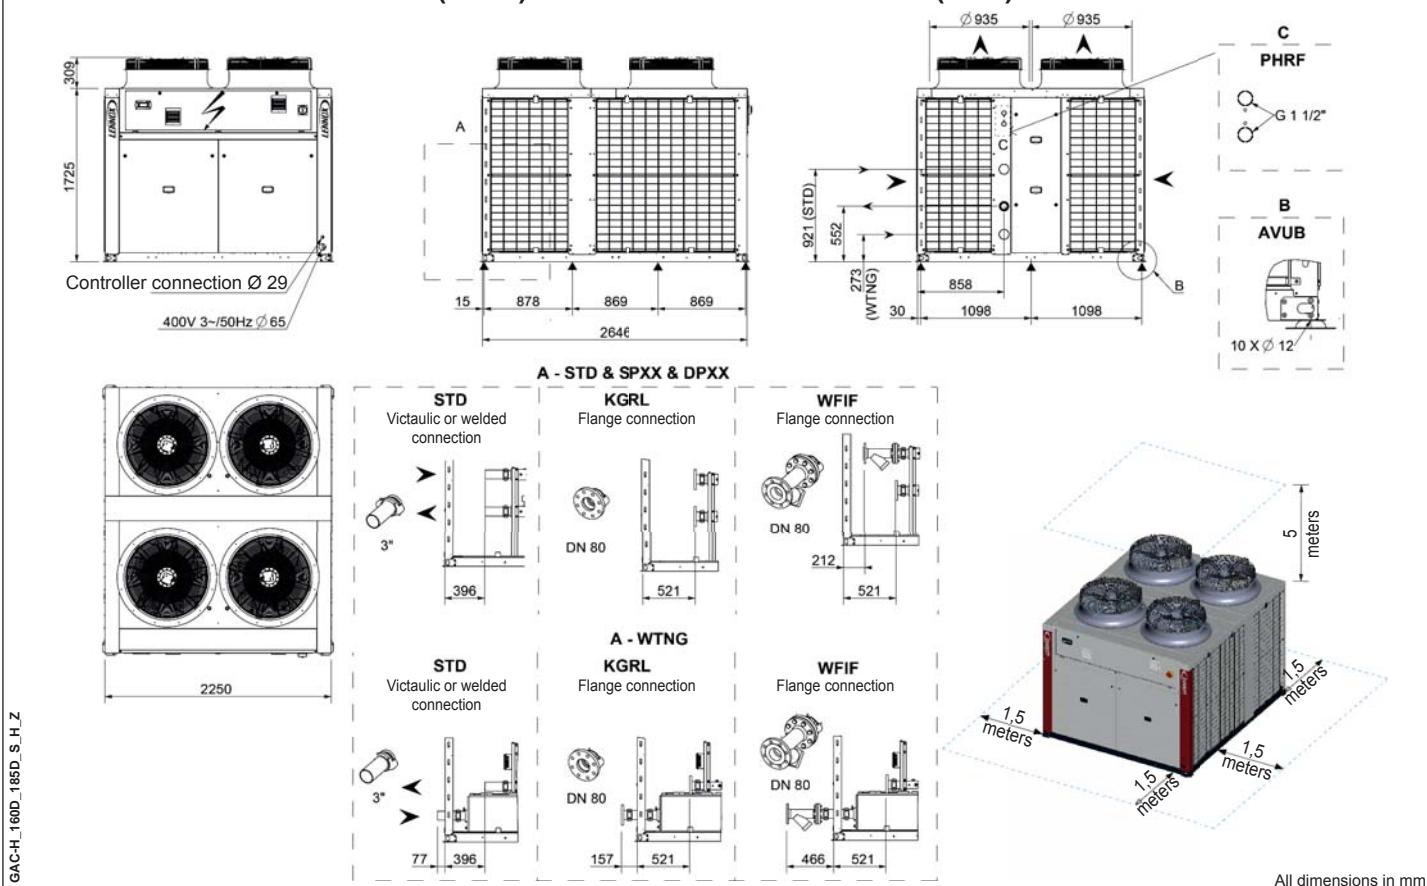 309
1725
LENNOX
LENNOX
Controller connection Ø 29
400V 3~/50Hz Ø 65
A
15
878
869
869
2646
Ø 935
Ø 935
C
921 (STD)
552
273
(WTNG)
858
30
1098
1098
B
C
PHRF
G 1 1/2"
B
AVUB
10 X Ø 12
2250
A - STD & SPXX & DPXX
STD
Victaulic or welded
connection
3"
396
KGRL
Flange connection
DN 80
521
WFIF
Flange connection
DN 80
212
521
A - WTNG
STD
Victaulic or welded
connection
3"
77
396
KGRL
Flange connection
DN 80
157
521
WFIF
Flange connection
DN 80
466
521
5
meters
1,5
meters
1,5
meters
1,5
meters
1,5
meters
GAC-H_160D_185D_S_H_Z
All dimensions in mm